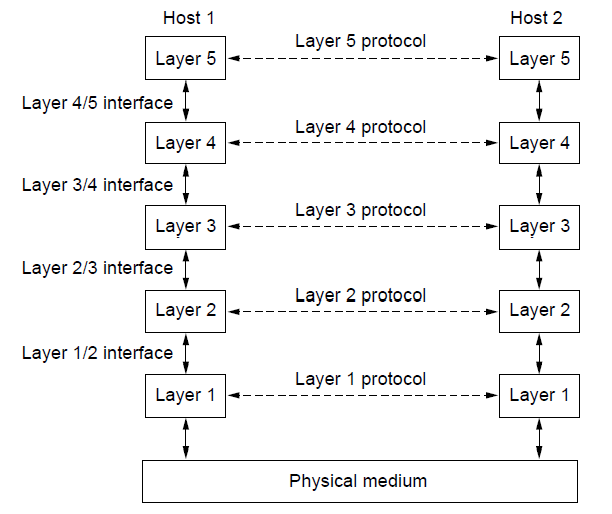 Host 1
Host 2
Layer 5 protocol
Layer 5
Layer 5
Layer 4/5 interface
Layer 4 protocol
Layer 4
Layer 4
Layer 3/4 interface
Layer 3 protocol
Layer 3
Layer 3
Layer 2/3 interface
Layer 2 protocol
Layer 2
Layer 2
Layer 1/2 interface
Layer 1 protocol
Layer 1
Layer 1
Physical medium